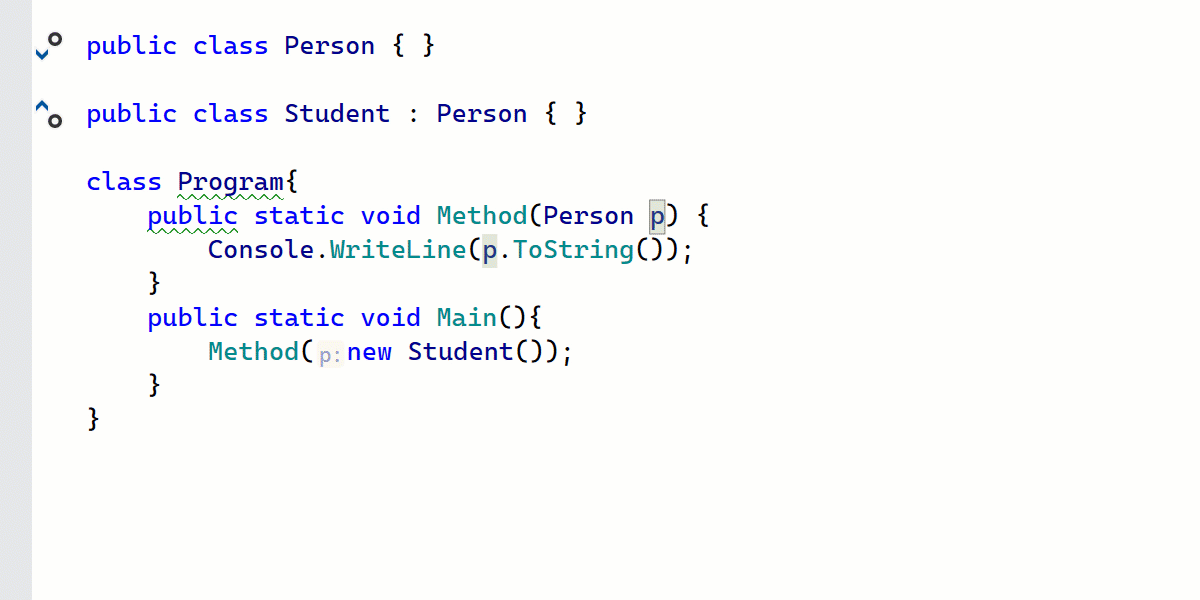 public class Person { }
public class Student : Person { }
class Program{
public static void Method(Person p) {
Console.WriteLine(p.ToString());
}
public static void Main(){
Method(p:new Student());
}
}